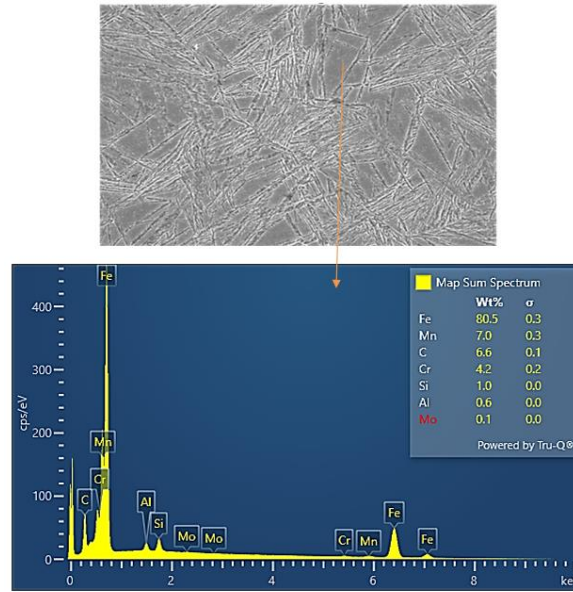 Map Sum Spectrum
Wt% σ
Fe 80.5 0.3
Mn 7.0 0.3
C 6.6 0.1
Cr 4.2 0.2
Si 1.0 0.0
Al 0.6 0.0
Mo 0.1 0.0
Powered by Tru-Q®
cps/eV
400
300
200
100
0
Fe
Mn
Cr
C
Al
Si
Mo
Mo
Cr
Mn
Fe
Fe
0 2 4 6 8